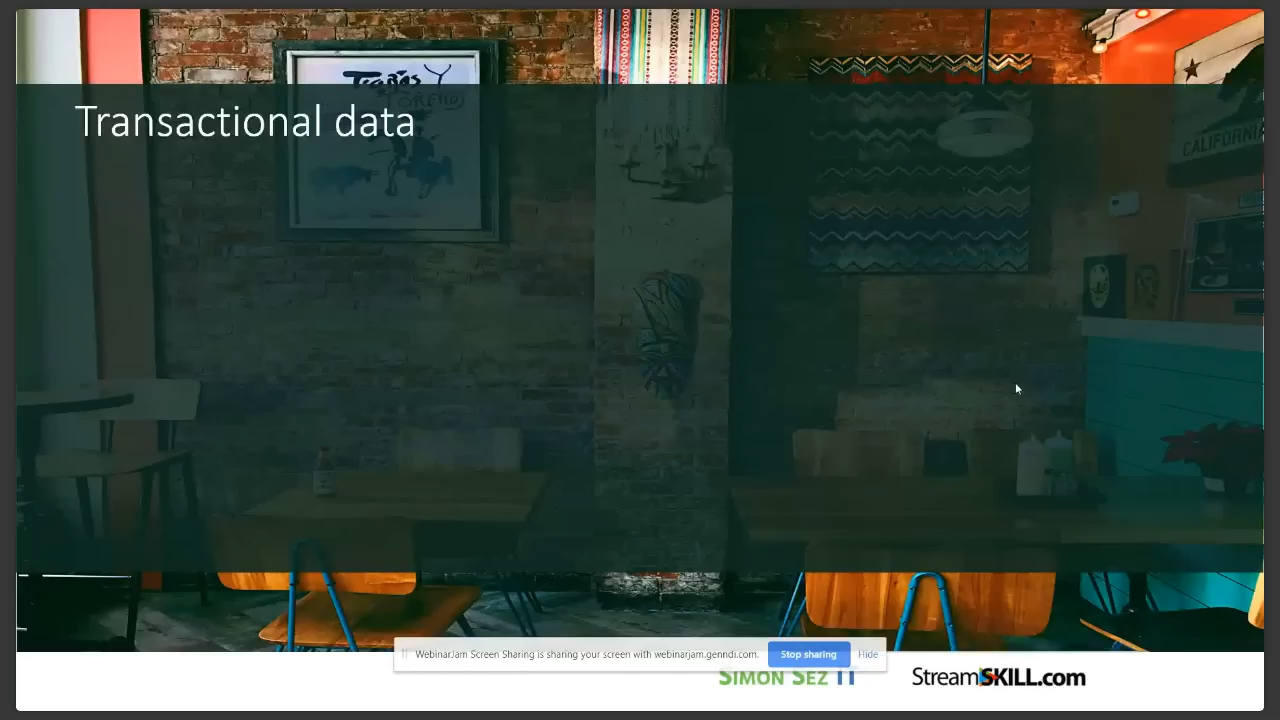 Transactional data
CALIFORNIA
WebinarJam Screen Sharing is sharing your screen with webinarjam.genndi.com.
Stop sharing
Hide
SIMON SEZ IT
StreamSKILL.com